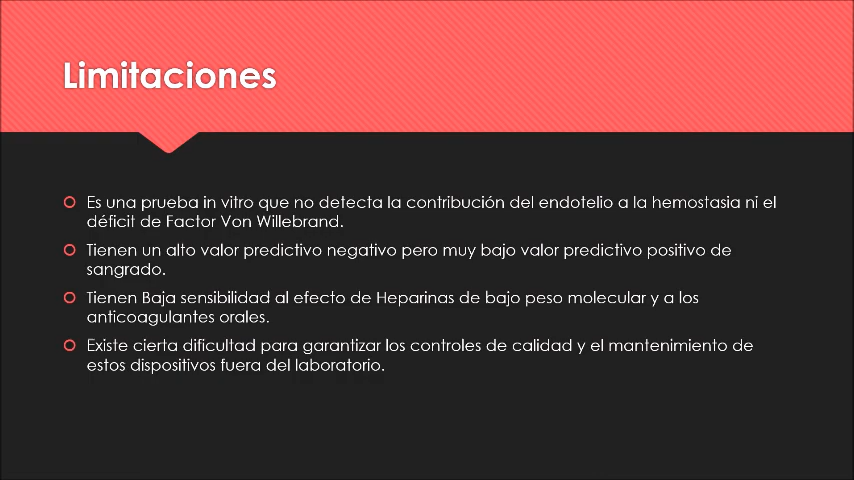 Limitaciones
Es una prueba in vitro que no detecta la contribución del endotelio a la hemostasia ni el
déficit de Factor Von Willebrand.
Tienen un alto valor predictivo negativo pero muy bajo valor predictivo positivo de
sangrado.
Tienen Baja sensibilidad al efecto de Heparinas de bajo peso molecular y a los
anticoagulantes orales.
Existe cierta dificultad para garantizar los controles de calidad y el mantenimiento de
estos dispositivos fuera del laboratorio.